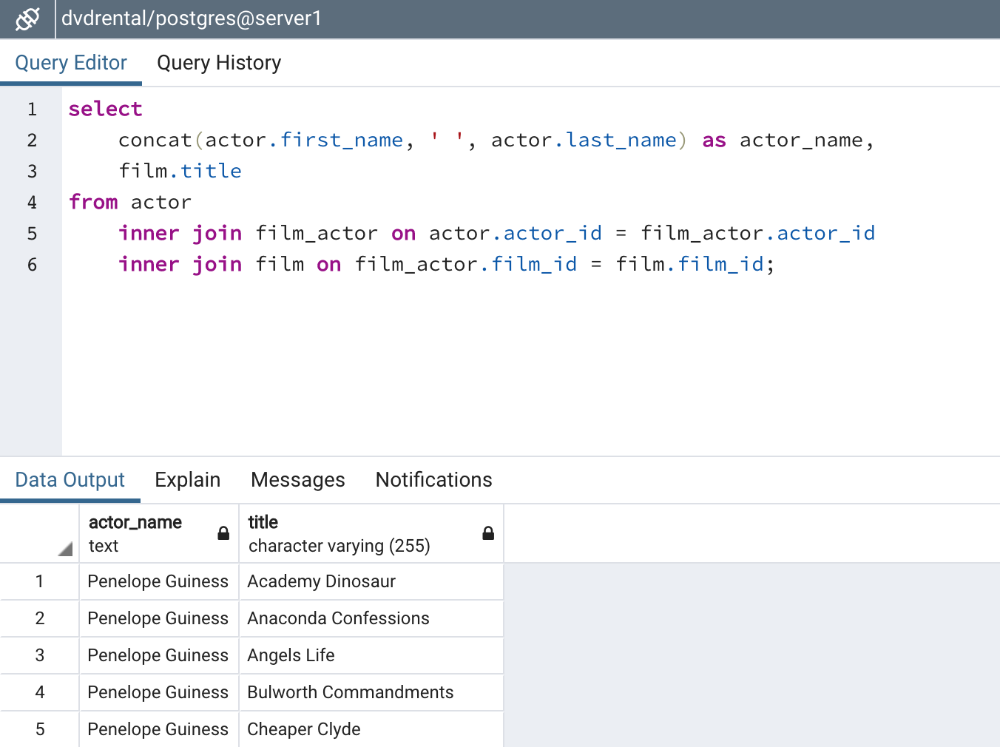 dvdrental/postgres@server1
Query Editor Query History
1 select
2 concat(actor.first_name, ' ', actor.last_name) as actor_name,
3 film.title
4 from actor
5 inner join film_actor on actor.actor_id = film_actor.actor_id
6 inner join film on film_actor.film_id = film.film_id;
Data Output Explain Messages Notifications
actor_name title
text character varying (255)
1 Penelope Guiness Academy Dinosaur
2 Penelope Guiness Anaconda Confessions
3 Penelope Guiness Angels Life
4 Penelope Guiness Bulworth Commandments
5 Penelope Guiness Cheaper Clyde